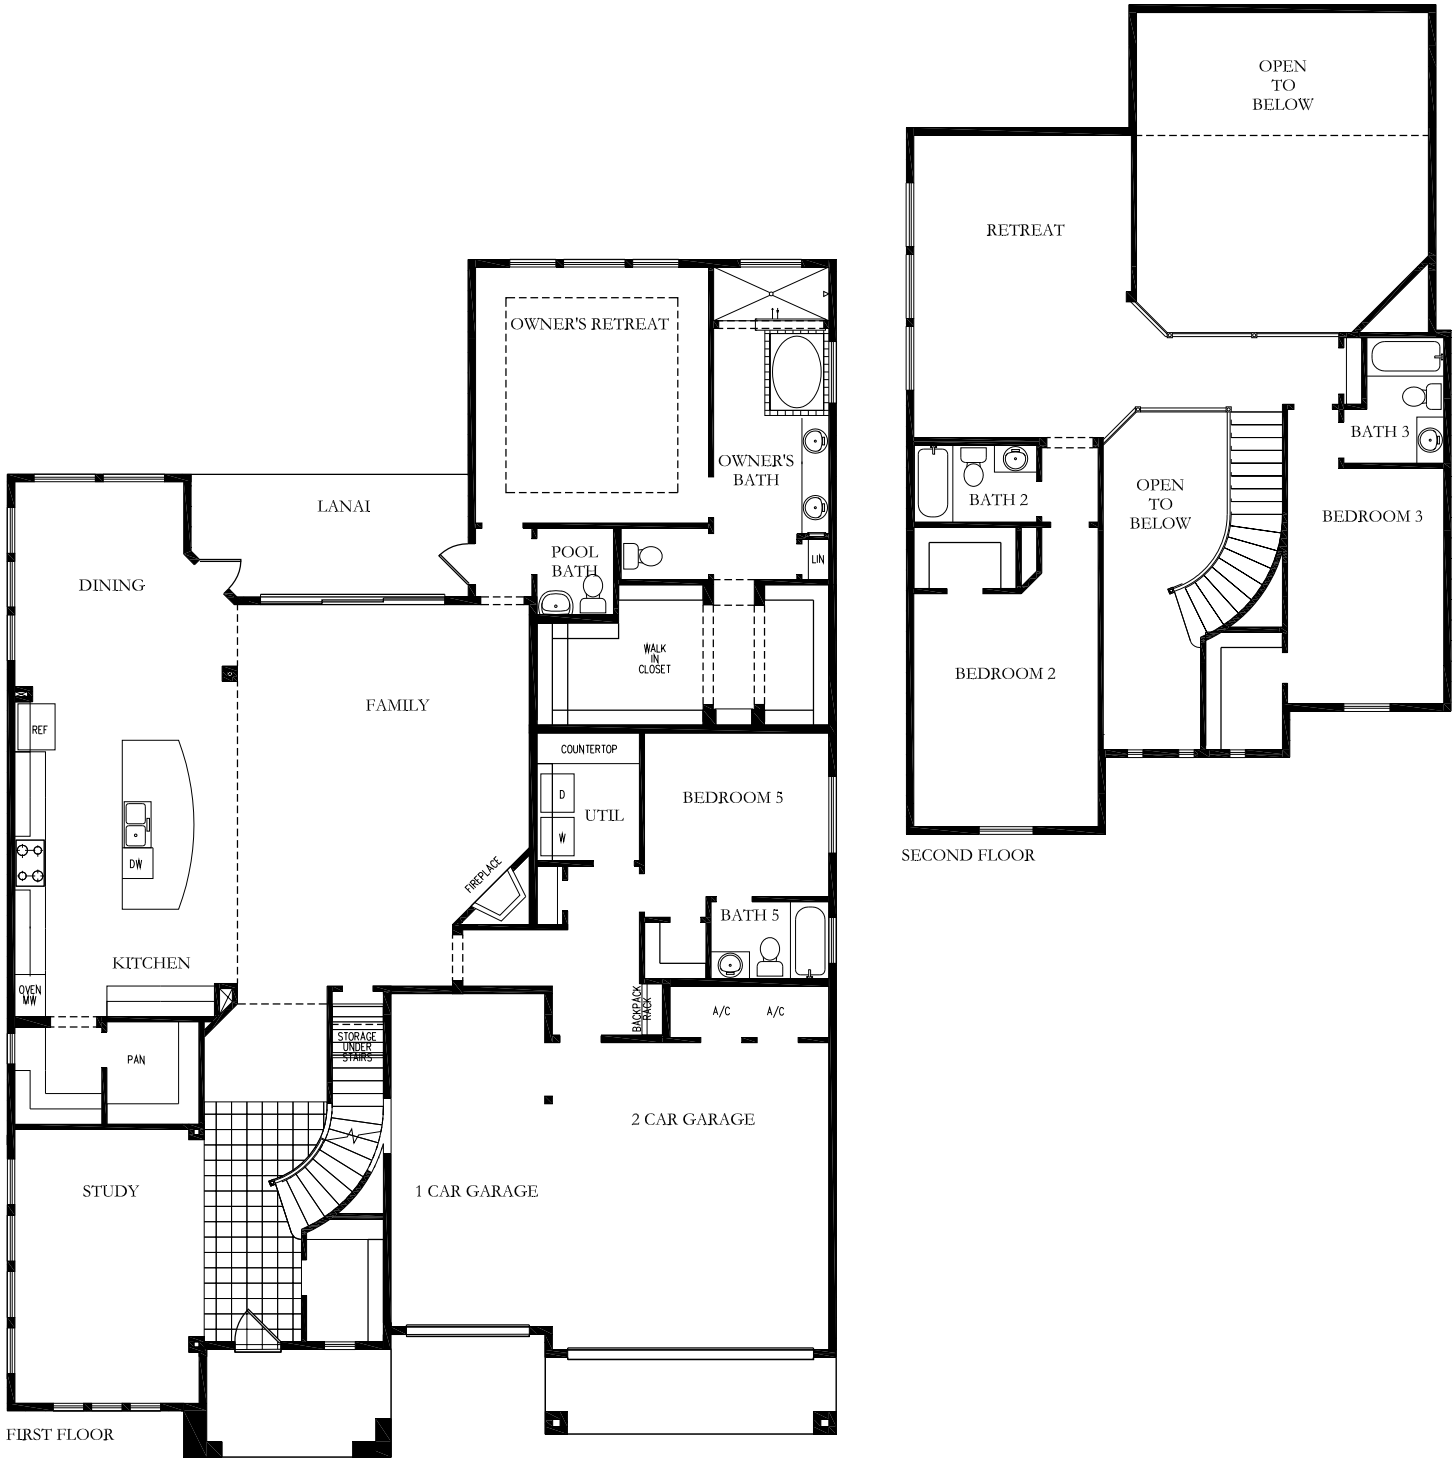 OPEN
TO
BELOW
RETREAT
OWNER'S RETREAT
BATH 3
OWNER'S
BATH
BATH 2
OPEN
TO
BELOW
BEDROOM 3
LANAI
POOL
BATH
LIN
DINING
WALK
IN
CLOSET
BEDROOM 2
FAMILY
REF
COUNTERTOP
D
BEDROOM 5
UTIL
W
DW
SECOND FLOOR
FIREPLACE
BATH 5
KITCHEN
OVEN
MW
BACKPACK
RACK
A/C
A/C
STORAGE
UNDER
STAIRS
PAN
2 CAR GARAGE
STUDY
1 CAR GARAGE
FIRST FLOOR